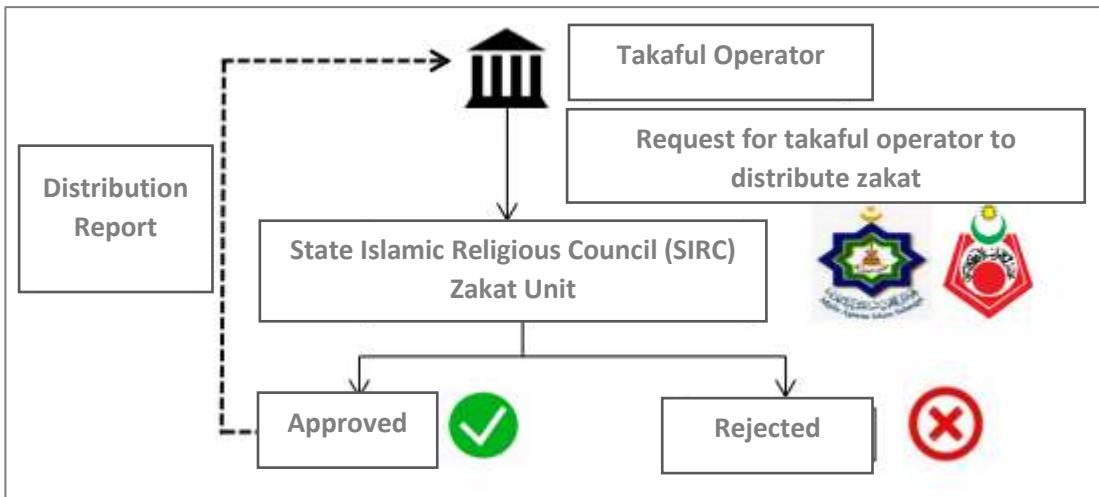 Takaful Operator
Request for takaful operator to
distribute zakat
Distribution
Report
State Islamic Religious Council (SIRC)
Zakat Unit
Approved
Rejected